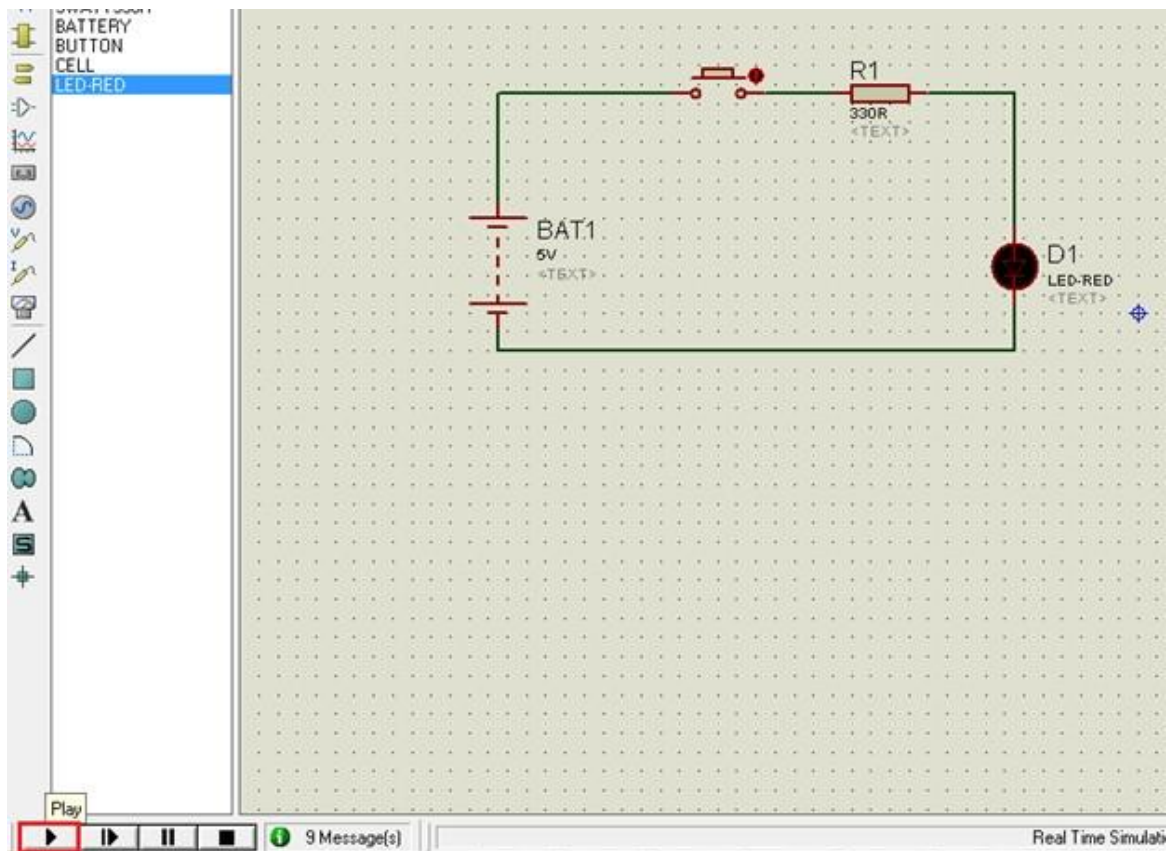 BATTERY
BUTTON
CELL
LED-RED
R1
330R
<TEXT>
BAT1
5V
<TEXT>
D1
LED-RED
<TEXT>
A
S
Play
9 Message(s)
Real Time Simulati